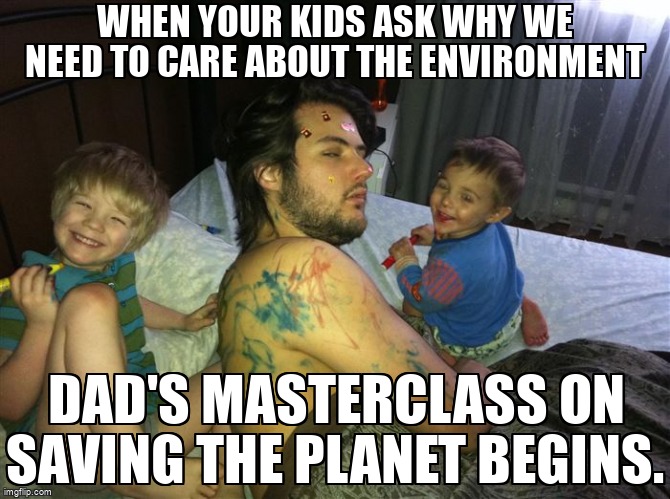 WHEN YOUR KIDS ASK WHY WE
NEED TO CARE ABOUT THE ENVIRONMENT
DAD'S MASTERCLASS ON
SAVING THE PLANET BEGINS.
imgflip.com